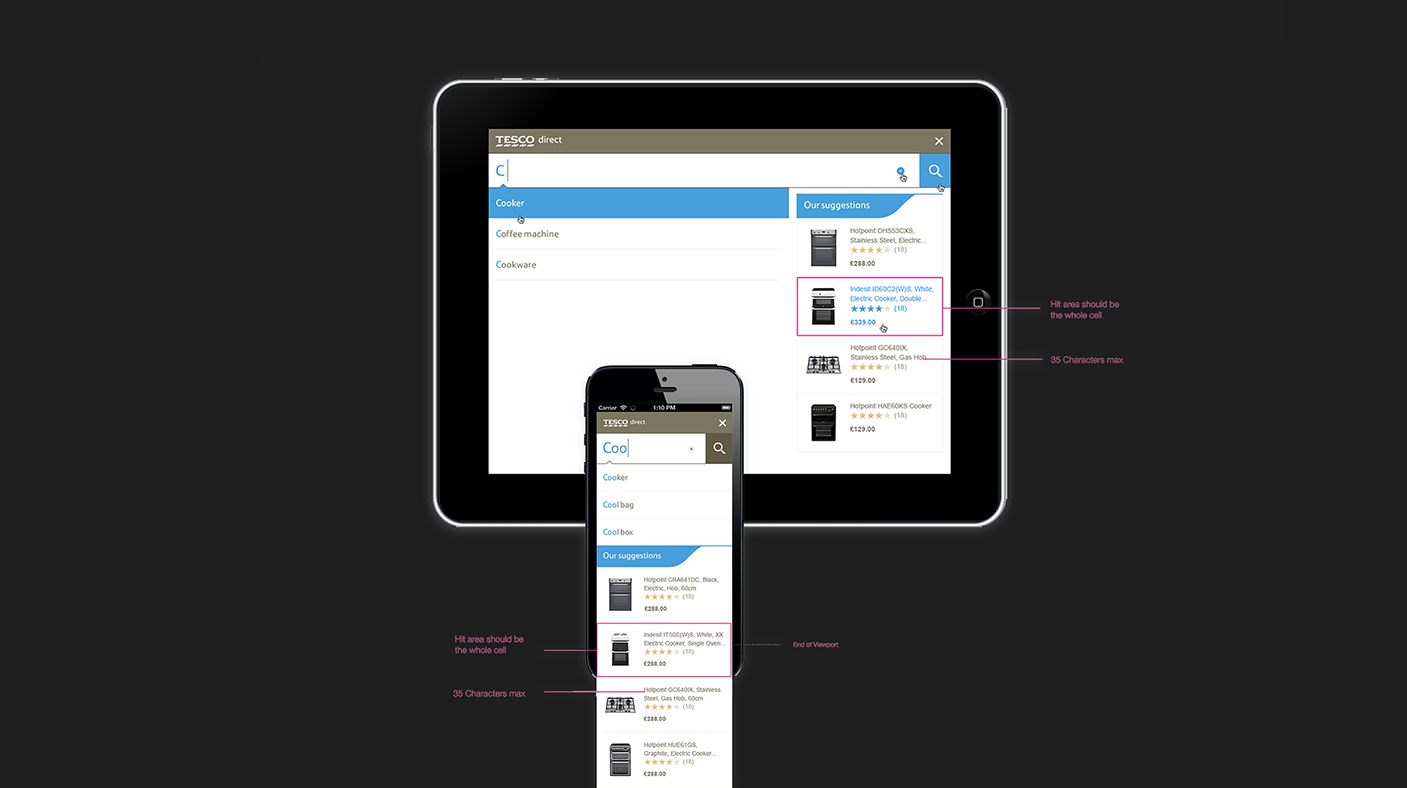 TESCO direct
C
Cooker
Coffee machine
Cookware
Our suggestions
Hotpoint DHS53CXS,
Stainless Steel, Electric...
(18)
£288.00
Indesit ID60C2(W)S, White,
Electric Cooker, Double...
(18)
£339.00
Hotpoint GC640IX,
Stainless Steel, Gas Hob
(18)
£129.00
Hotpoint HAE60KS Cooker
(18)
£129.00
Hit area should be
the whole cell
35 Characters max
Carrier 1:10 PM
TESCO direct
Coo
Cooker
Cool bag
Cool box
Our suggestions
Hotpoint CRA641DC, Black,
Electric, Hob, 60cm
(18)
£288.00
Indesit IT50E(W)S, White, XX
Electric Cooker, Single Oven...
(18)
£288.00
Hotpoint GC640IX, Stainless
Steel, Gas Hob, 60cm
(18)
£288.00
Hotpoint HUE61GS,
Graphite, Electric Cooker...
(18)
£288.00
Hit area should be
the whole cell
35 Characters max
End of Viewport